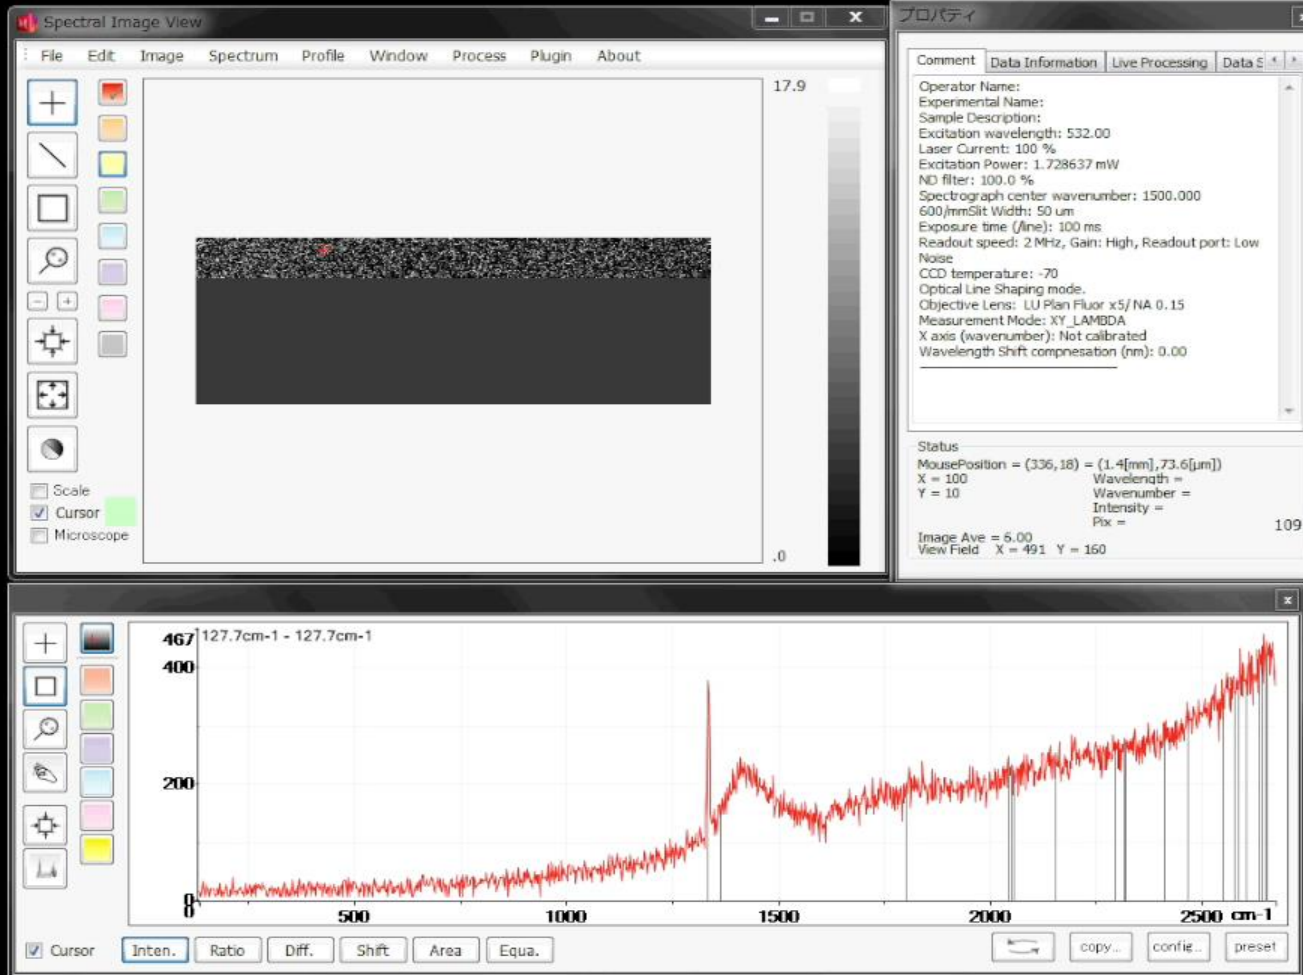 Spectral Image View
File Edit Image Spectrum Profile Window Process Plugin About
17.9
.0
Scale
Cursor
Microscope
プロパティ
Comment Data Information Live Processing Data S
Operator Name:
Experimental Name:
Sample Description:
Excitation wavelength: 532.00
Laser Current: 100 %
Excitation Power: 1.728637 mW
ND filter: 100.0 %
Spectrograph center wavenumber: 1500.000
600/mmSlit Width: 50 um
Exposure time (/line): 100 ms
Readout speed: 2 MHz, Gain: High, Readout port: Low
Noise
CCD temperature: -70
Optical Line Shaping mode.
Objective Lens: LU Plan Fluor x5/ NA 0.15
Measurement Mode: XY_LAMBDA
X axis (wavenumber): Not calibrated
Wavelength Shift compnesation (nm): 0.00
Status
MousePosition = (336,18) = (1.4[mm],73.6[μm])
X = 100 Wavelength =
Y = 10 Wavenumber =
Intensity =
Pix = 109
Image Ave = 6.00
View Field X = 491 Y = 160
467 127.7cm-1 - 127.7cm-1
400
200
0
0 500 1000 1500 2000 2500 cm-1
Cursor Inten. Ratio Diff. Shift Area Equa. copy... config... preset